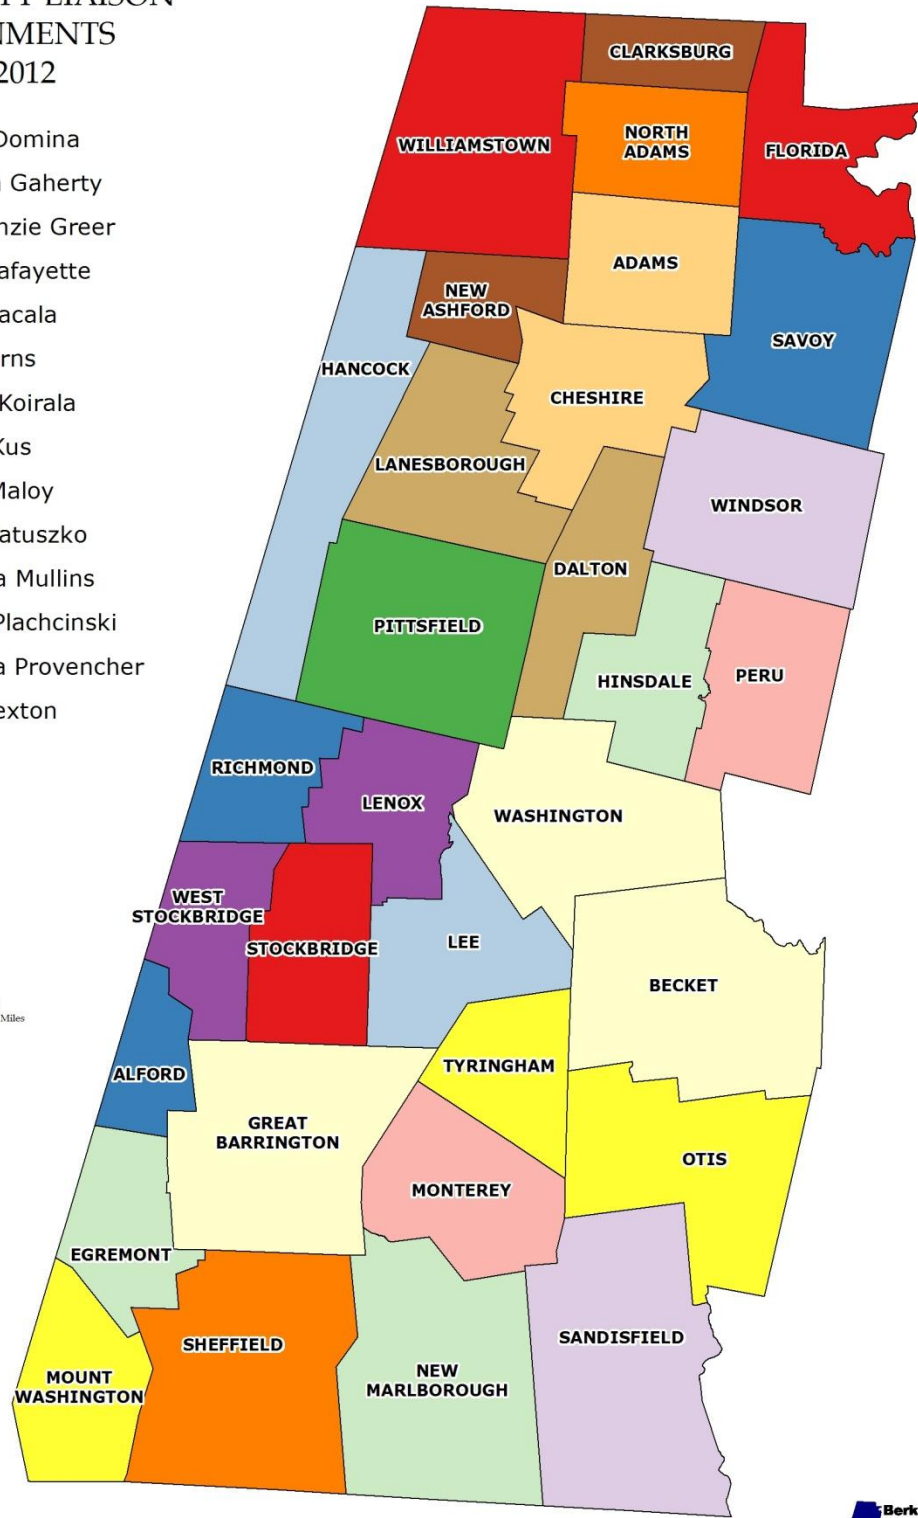 NMENTS
2012
Domina
Gaherty
nzie Greer
afayette
acala
rns
Koirala
Kus
Maloy
atuszko
a Mullins
Plachcinski
a Provencher
exton
Miles
CLARKSBURG
WILLIAMSTOWN
NORTH
ADAMS
FLORIDA
ADAMS
NEW
ASHFORD
SAVOY
HANCOCK
CHESHIRE
LANESBOROUGH
WINDSOR
DALTON
PITTSFIELD
HINSDALE
PERU
RICHMOND
LENOX
WASHINGTON
WEST
STOCKBRIDGE
STOCKBRIDGE
LEE
BECKET
TYRINGHAM
ALFORD
GREAT
BARRINGTON
OTIS
MONTEREY
EGREMONT
SANDISFIELD
SHEFFIELD
NEW
MARLBOROUGH
MOUNT
WASHINGTON
Berk